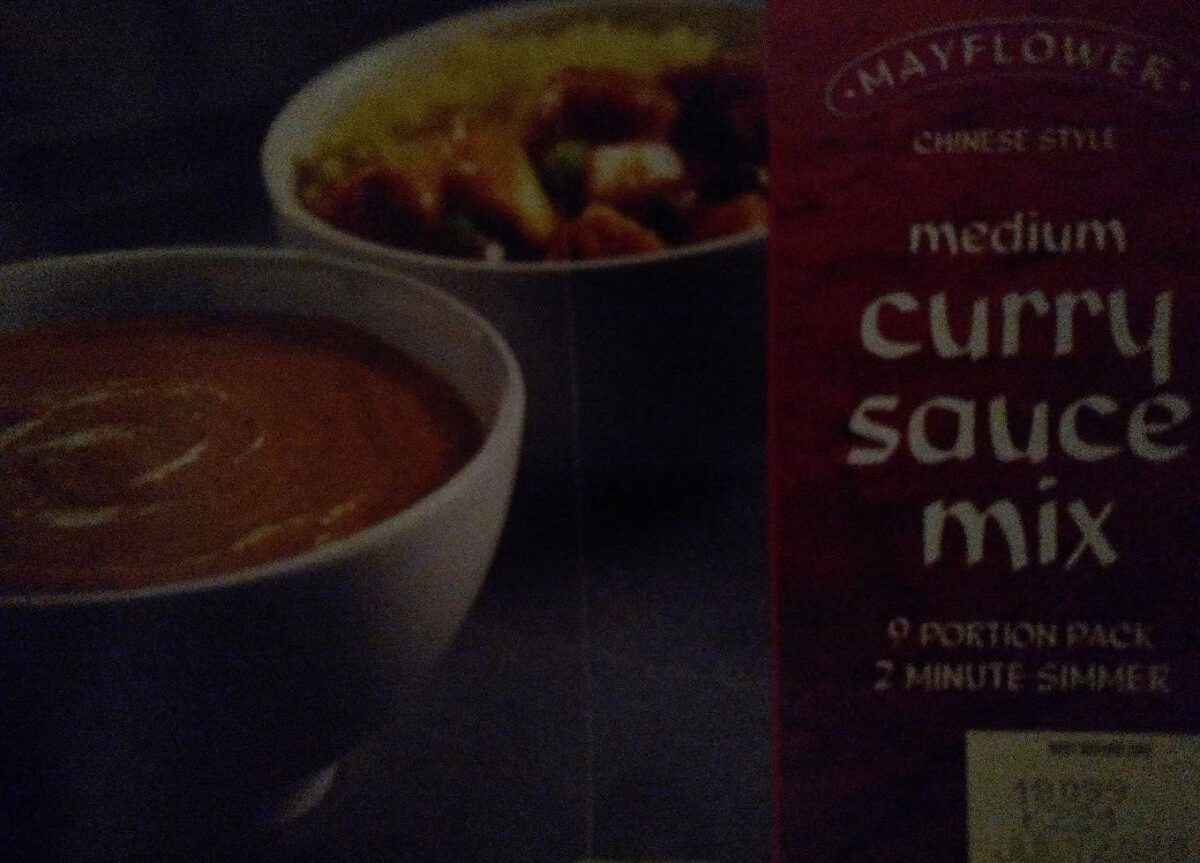 ·MAYFLOWER·
CHINESE STYLE
medium
curry
sauce
mix
9 PORTION PACK
2 MINUTE SIMMER